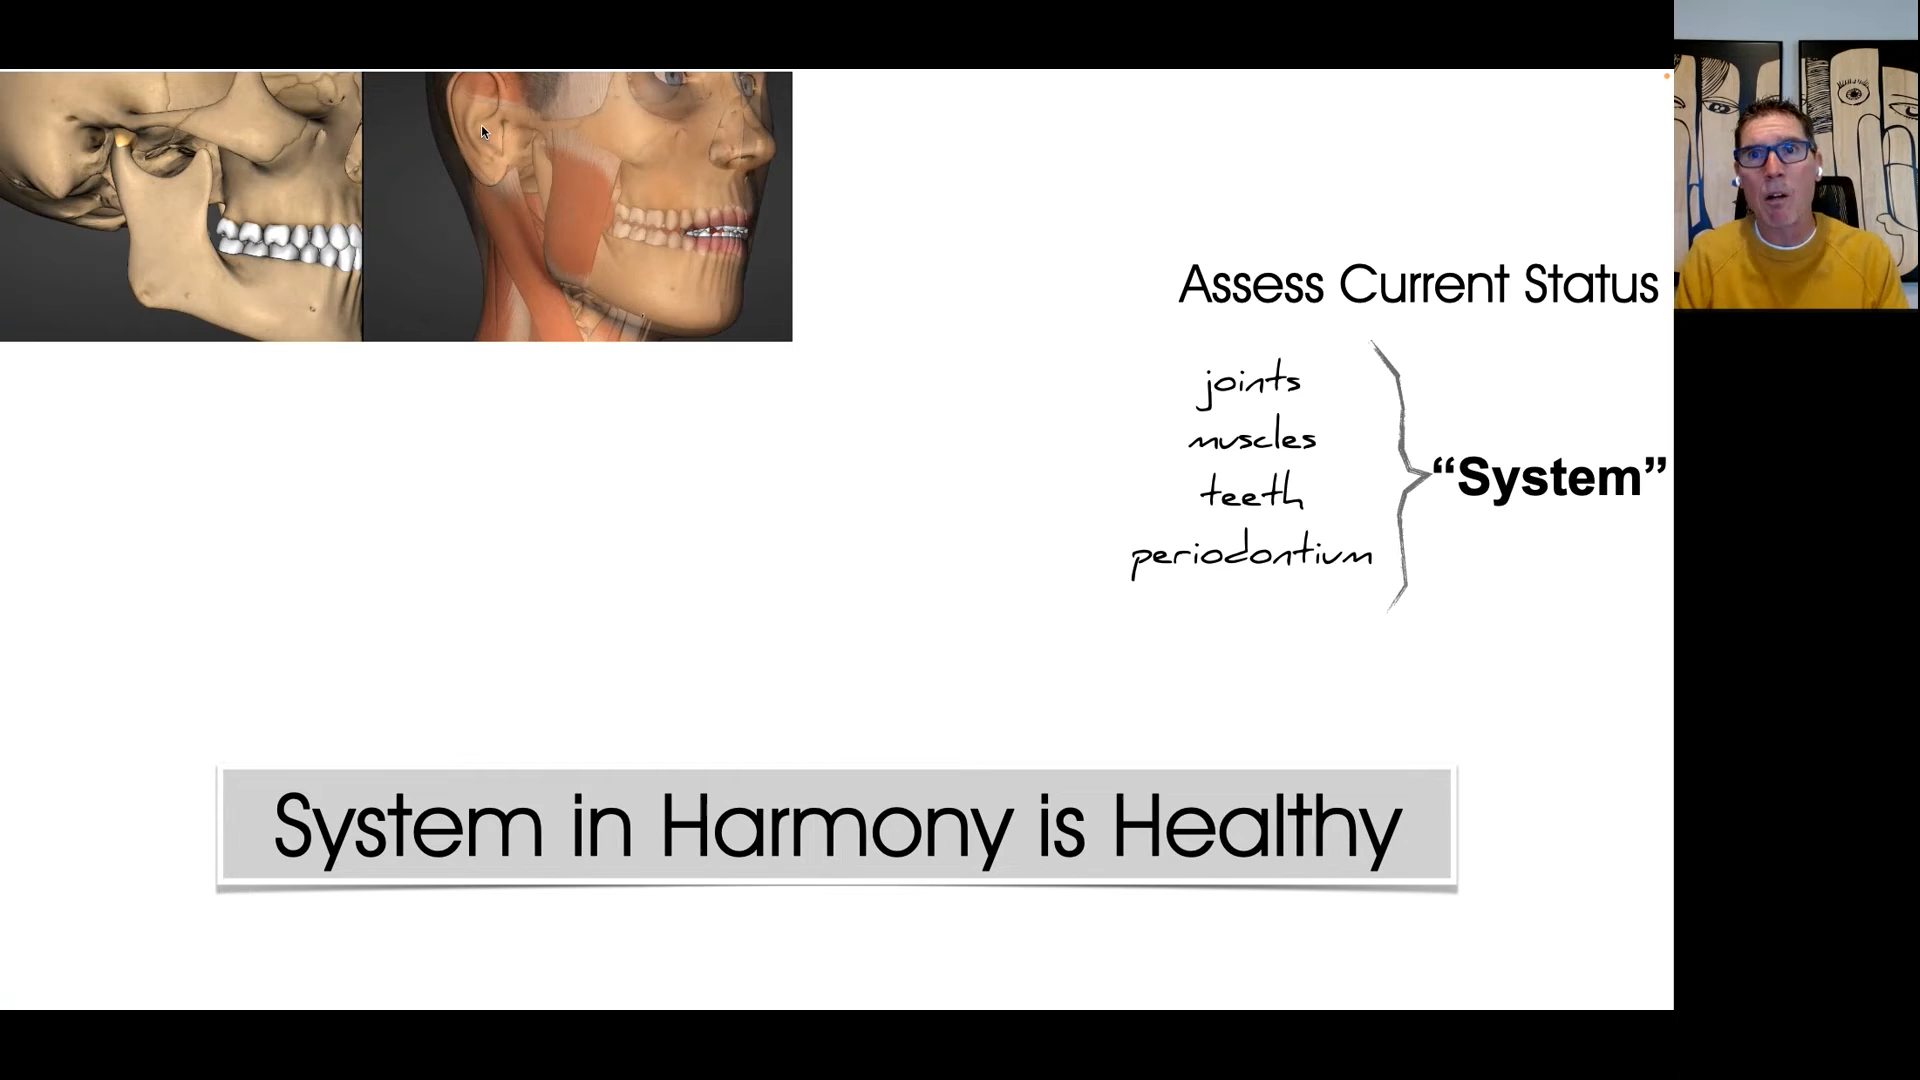 Assess Current Status
joints
muscles
teeth
periodontium
“System”
System in Harmony is Healthy